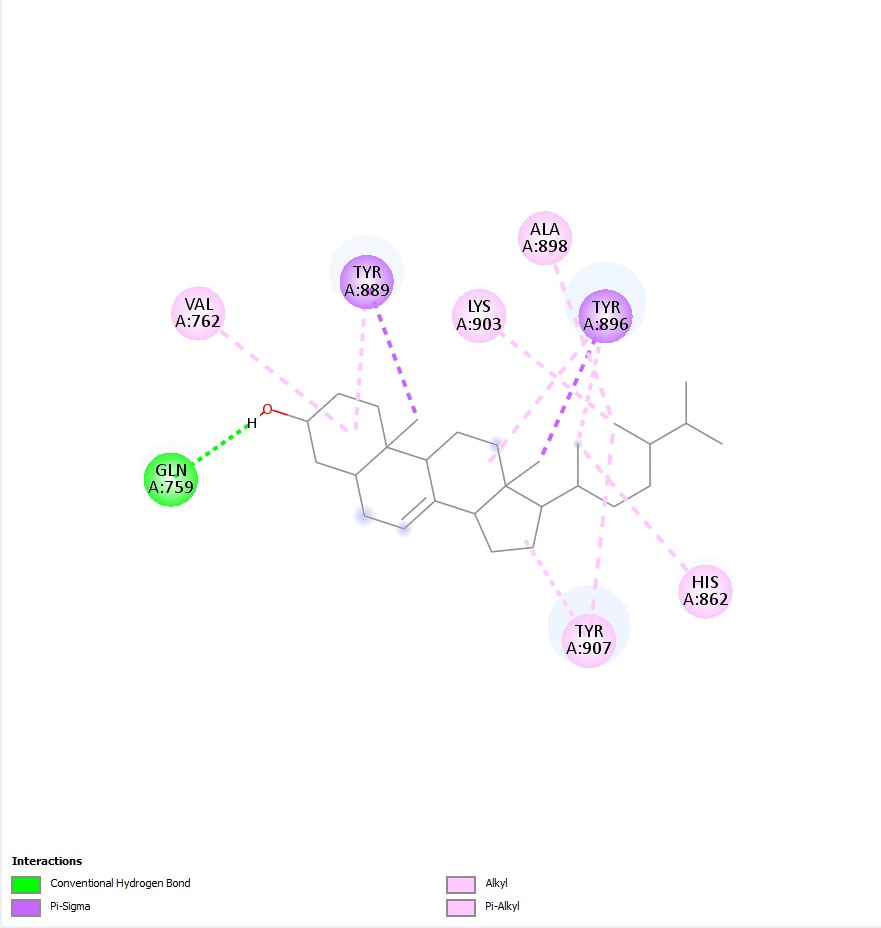 ALA
A:898
TYR
A:889
LYS
A:903
TYR
A:896
VAL
A:762
O
H
GLN
A:759
HIS
A:862
TYR
A:907
Interactions
Conventional Hydrogen Bond
Pi-Sigma
Alkyl
Pi-Alkyl